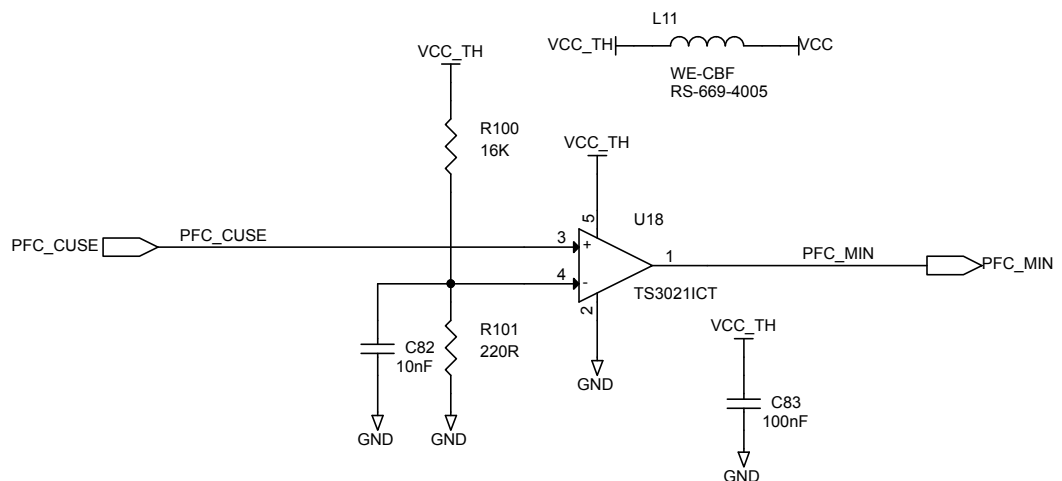 L11
VCC_TH
VCC
WE-CBF
RS-669-4005
VCC_TH
R100
16K
VCC_TH
5
U18
PFC_CUSE
PFC_CUSE
3
+
1
PFC_MIN
PFC_MIN
4
-
2
TS3021ICT
R101
220R
C82
10nF
GND
VCC_TH
C83
100nF
GND
GND
GND